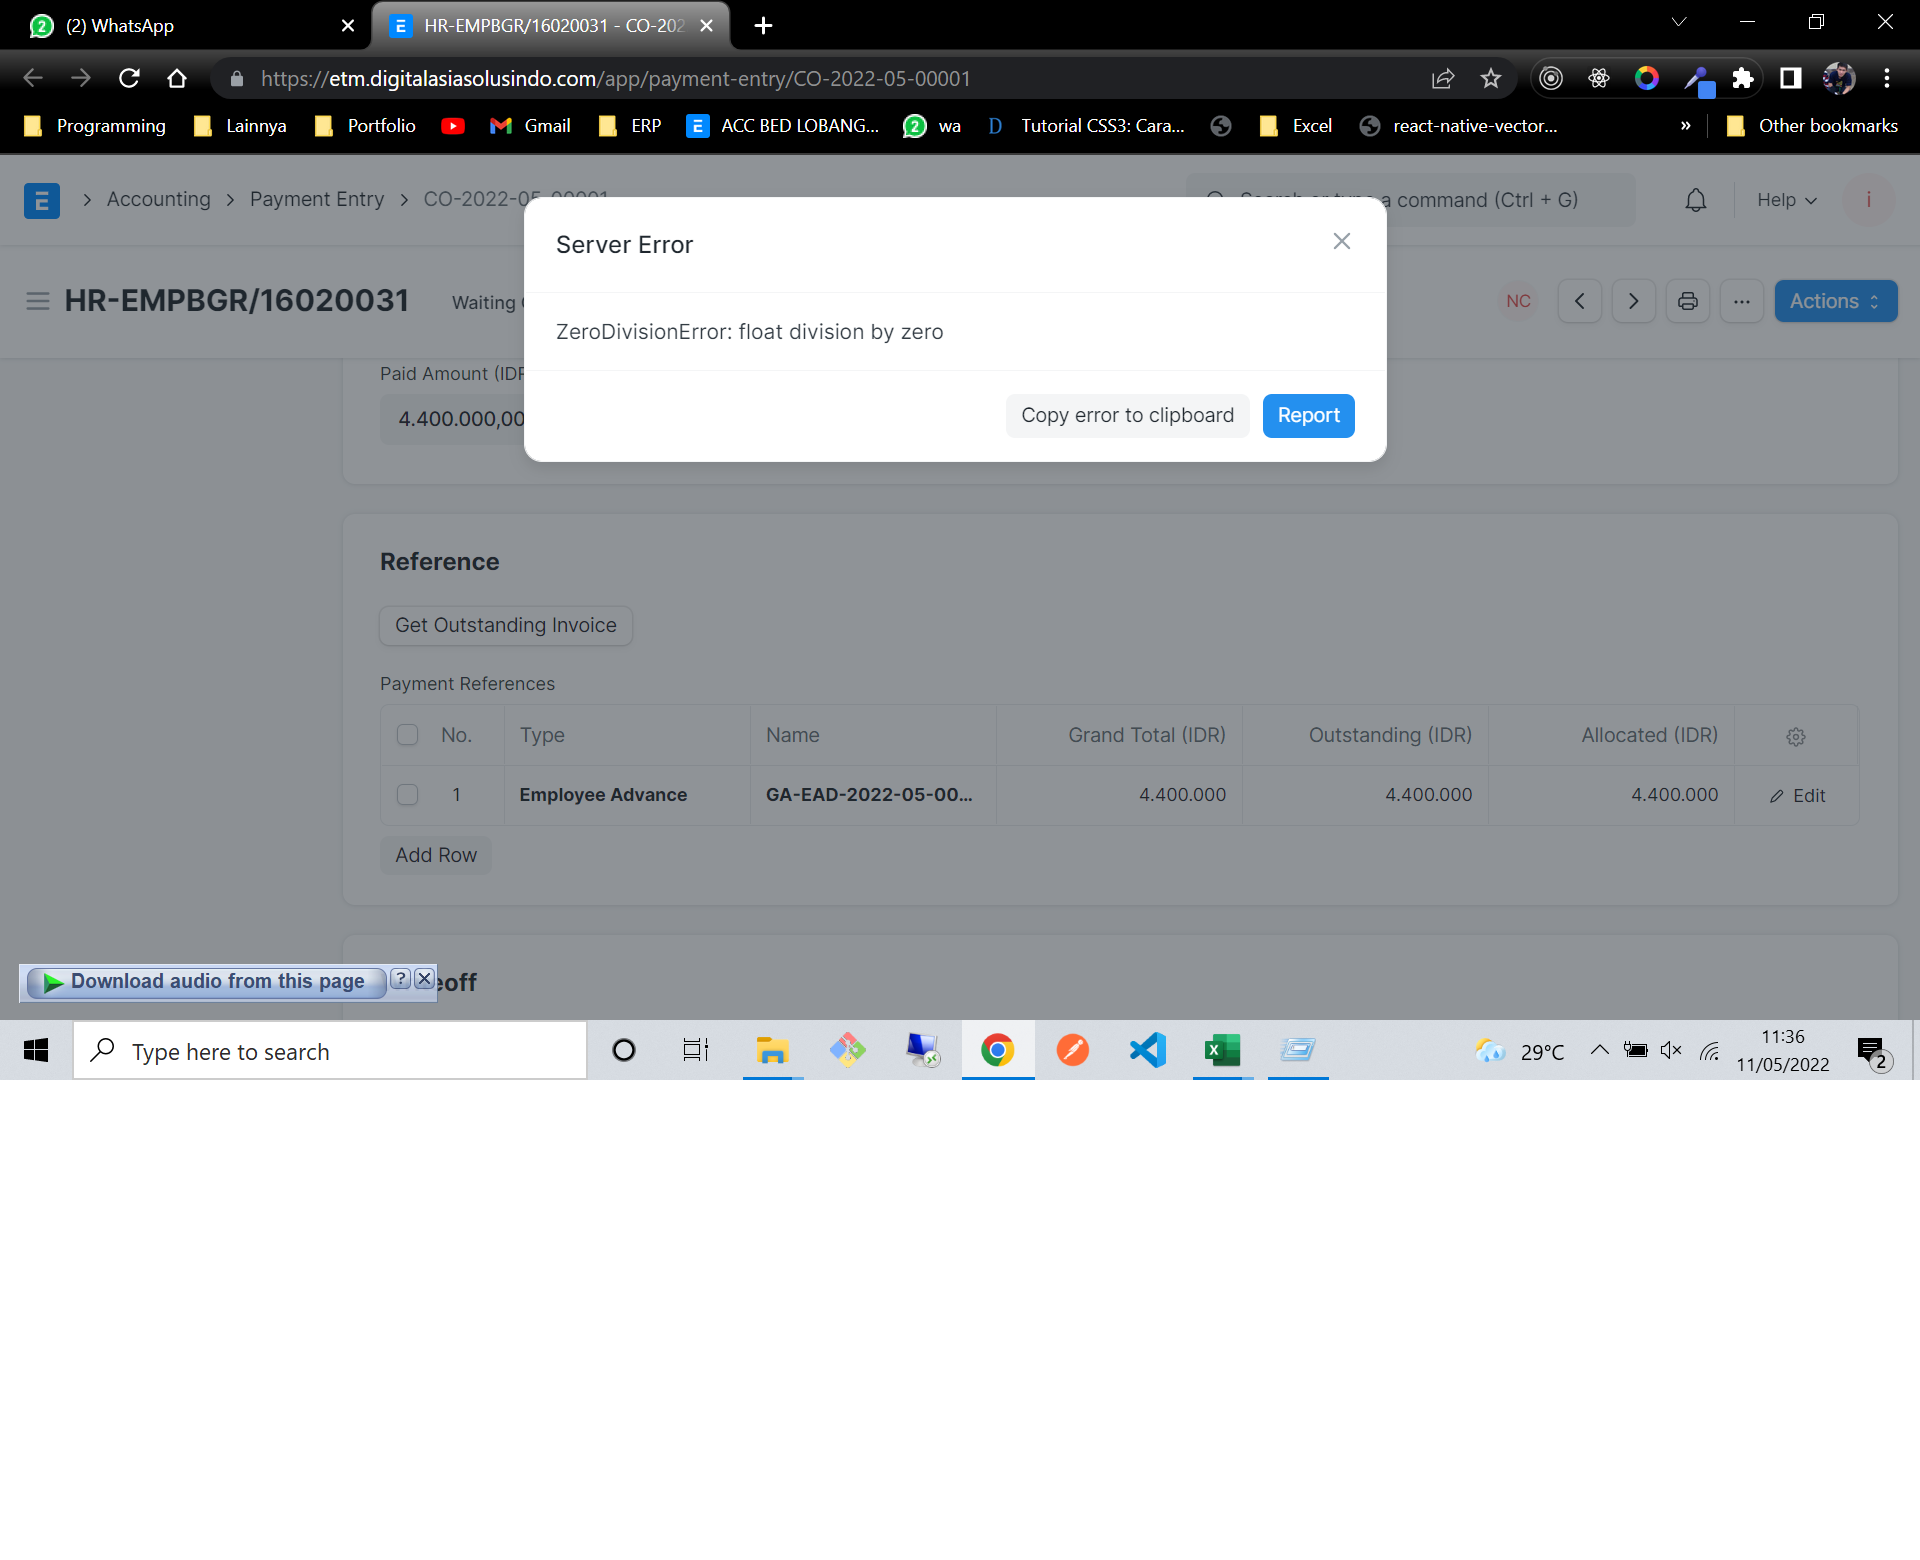 (2) WhatsApp
HR-EMPBGR/16020031 - CO-202
https://etm.digitalasiasolusindo.com/app/payment-entry/CO-2022-05-00001
Programming
Lainnya
Portfolio
Gmail
ERP
ACC BED LOBANG...
wa
Tutorial CSS3: Cara...
Excel
react-native-vector...
»
Other bookmarks
E
Accounting
Payment Entry
CO-2022-05-00001
a command (Ctrl + G)
Help
i
HR-EMPBGR/16020031
Waiting
NC
Actions
Server Error
ZeroDivisionError: float division by zero
Copy error to clipboard
Report
Paid Amount (IDR
4.400.000,00
Reference
Get Outstanding Invoice
Payment References
No. Type Name Grand Total (IDR) Outstanding (IDR) Allocated (IDR)
1 Employee Advance GA-EAD-2022-05-00... 4.400.000 4.400.000 4.400.000 Edit
Add Row
Download audio from this page
?
eoff
Type here to search
29°C
11:36
11/05/2022
2